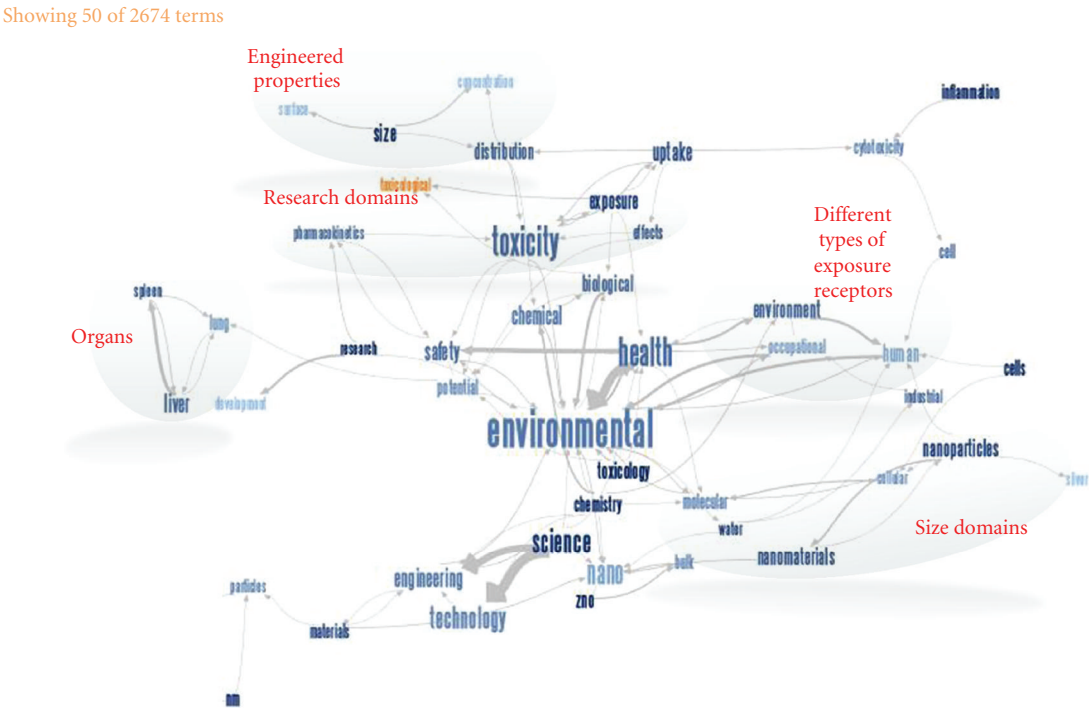 Showing 50 of 2674 terms
Engineered
properties
concentration
surface
size
inflammation
distribution
uptake
cytotoxicity
toxicological
Research domains
exposure
pharmacokinetics
toxicity
effects
Different
types of
exposure
receptors
cell
spleen
biological
lung
chemical
environment
Organs
research
safety
health
occupational
human
potential
cells
liver
development
industrial
environmental
nanoparticles
toxicology
cellular
silver
chemistry
molecular
water
Size domains
science
bulk
nanomaterials
engineering
nano
particles
zno
technology
materials
nm